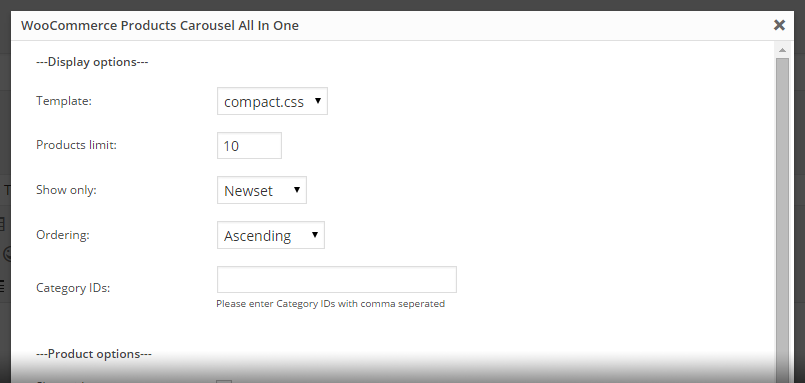 WooCommerce Products Carousel All In One
---Display options---
Template: compact.css
Products limit: 10
Show only: Newset
Ordering: Ascending
Category IDs:
Please enter Category IDs with comma seperated
---Product options---